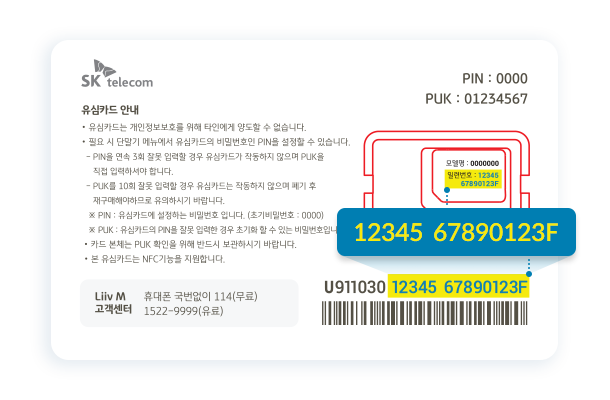 SK telecom
PIN : 0000
PUK : 01234567
유심카드 안내
• 유심카드는 개인정보보호를 위해 타인에게 양도할 수 없습니다.
• 필요 시 단말기 메뉴에서 유심카드의 비밀번호인 PIN을 설정할 수 있습니다.
- PIN을 연속 3회 잘못 입력할 경우 유심카드가 작동하지 않으며 PUK을
직접 입력하셔야 합니다.
- PUK를 10회 잘못 입력할 경우 유심카드는 작동하지 않으며 폐기 후
재구매해야하므로 유의하시기 바랍니다.
※ PIN : 유심카드에 설정하는 비밀번호 입니다. (초기비밀번호 : 0000)
※ PUK : 유심카드의 PIN을 잘못 입력한 경우 초기화 할 수 있는 비밀번호입니
• 카드 본체는 PUK 확인을 위해 반드시 보관하시기 바랍니다.
• 본 유심카드는 NFC기능을 지원합니다.
모델명 : 0000000
일련번호 : 12345
67890123F
12345 67890123F
U911030 12345 67890123F
Liiv M 고객센터
휴대폰 국번없이 114(무료)
1522-9999(유료)